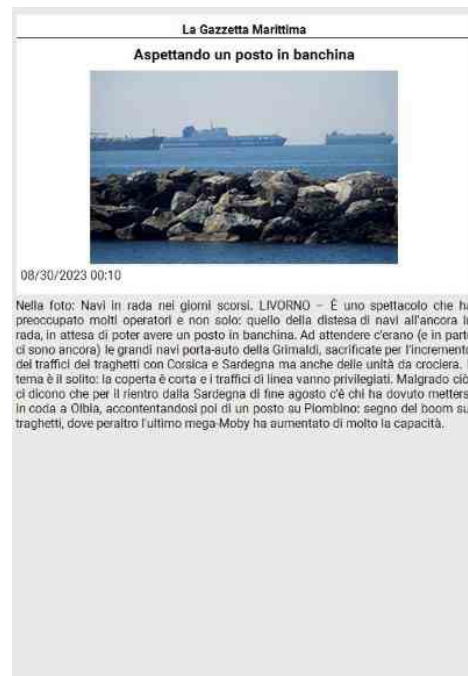 La Gazzetta Marittima
Aspettando un posto in banchina
08/30/2023 00:10
Nella foto: Navi in rada nei giorni scorsi. LIVORNO – È uno spettacolo che ha
preoccupato molti operatori e non solo: quello della distesa di navi all'ancora in
rada, in attesa di poter avere un posto in banchina. Ad attendere c'erano (e in parte
ci sono ancora) le grandi navi porta-auto della Grimaldi, sacrificate per l'incremento
dei traffici dei traghetti con Corsica e Sardegna ma anche delle unità da crociera.
tema è il solito: la coperta è corta e i traffici di linea vanno privilegiati. Malgrado ciò,
ci dicono che per il rientro dalla Sardegna di fine agosto c'è chi ha dovuto mettersi
in coda a Olbia, accontentandosi poi di un posto su Piombino: segno del boom sui
traghetti, dove peraltro l'ultimo mega-Moby ha aumentato di molto la capacità.